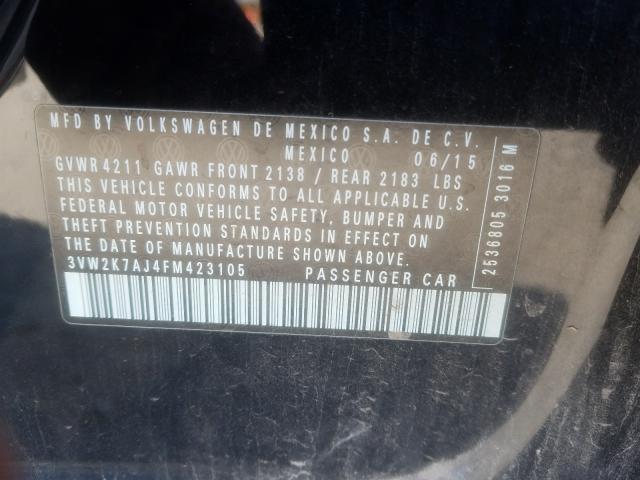 MFD BY VOLKSWAGEN DE MEXICO S.A. DE C.V.
MEXICO 06/15
GVWR 4211 GAWR FRONT 2138 / REAR 2183 LBS
THIS VEHICLE CONFORMS TO ALL APPLICABLE U.S.
FEDERAL MOTOR VEHICLE SAFETY, BUMPER AND
THEFT PREVENTION STANDARDS IN EFFECT ON
THE DATE OF MANUFACTURE SHOWN ABOVE.
3VW2K7AJ4FM423105 PASSENGER CAR
2536805 3016 M